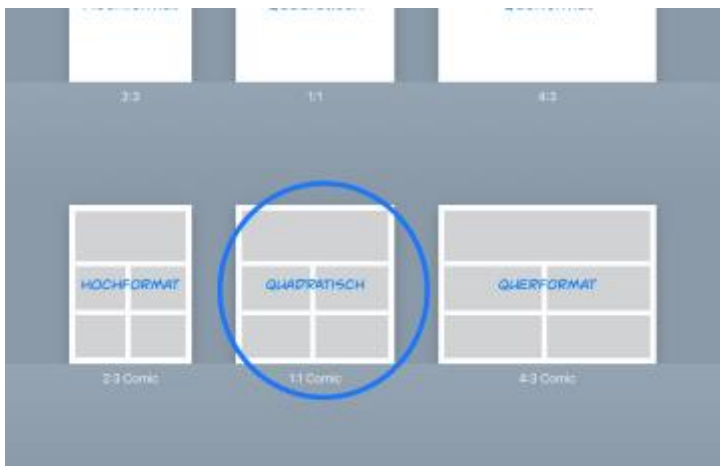 2:3 1:1 4:3
HOCHFORMAT QUADRATISCH QUERFORMAT
2:3 Comic 1:1 Comic 4:3 Comic